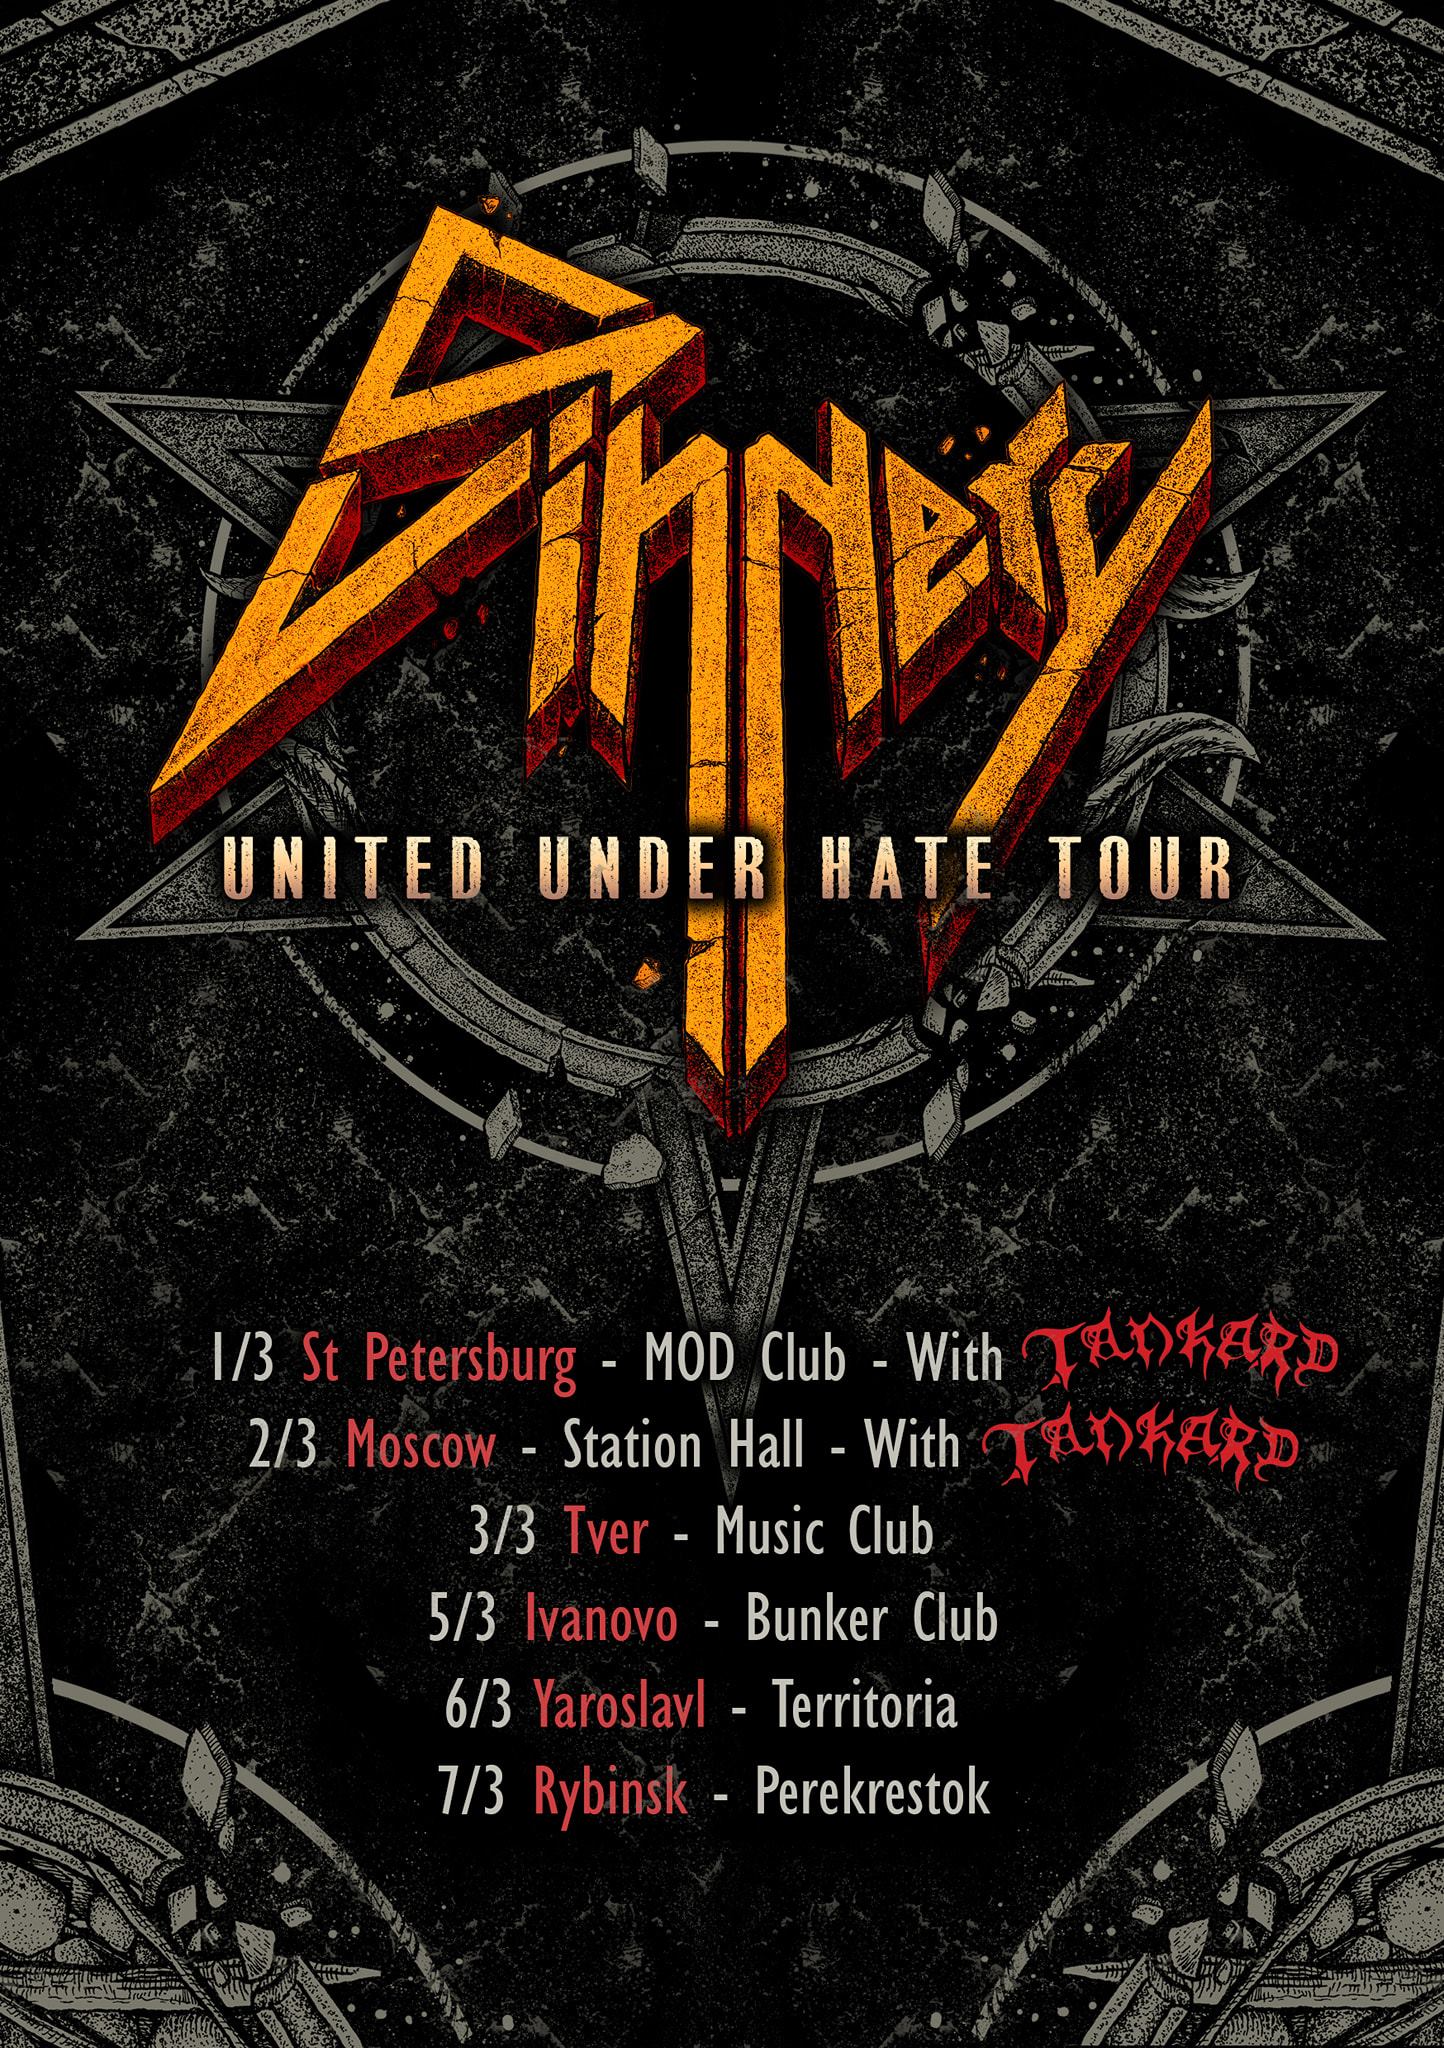 Sinnery
UNITED UNDER HATE TOUR
1/3 St Petersburg - MOD Club - With TANKARD
2/3 Moscow - Station Hall - With TANKARD
3/3 Tver - Music Club
5/3 Ivanovo - Bunker Club
6/3 Yaroslavl - Territoria
7/3 Rybinsk - Perekrestok